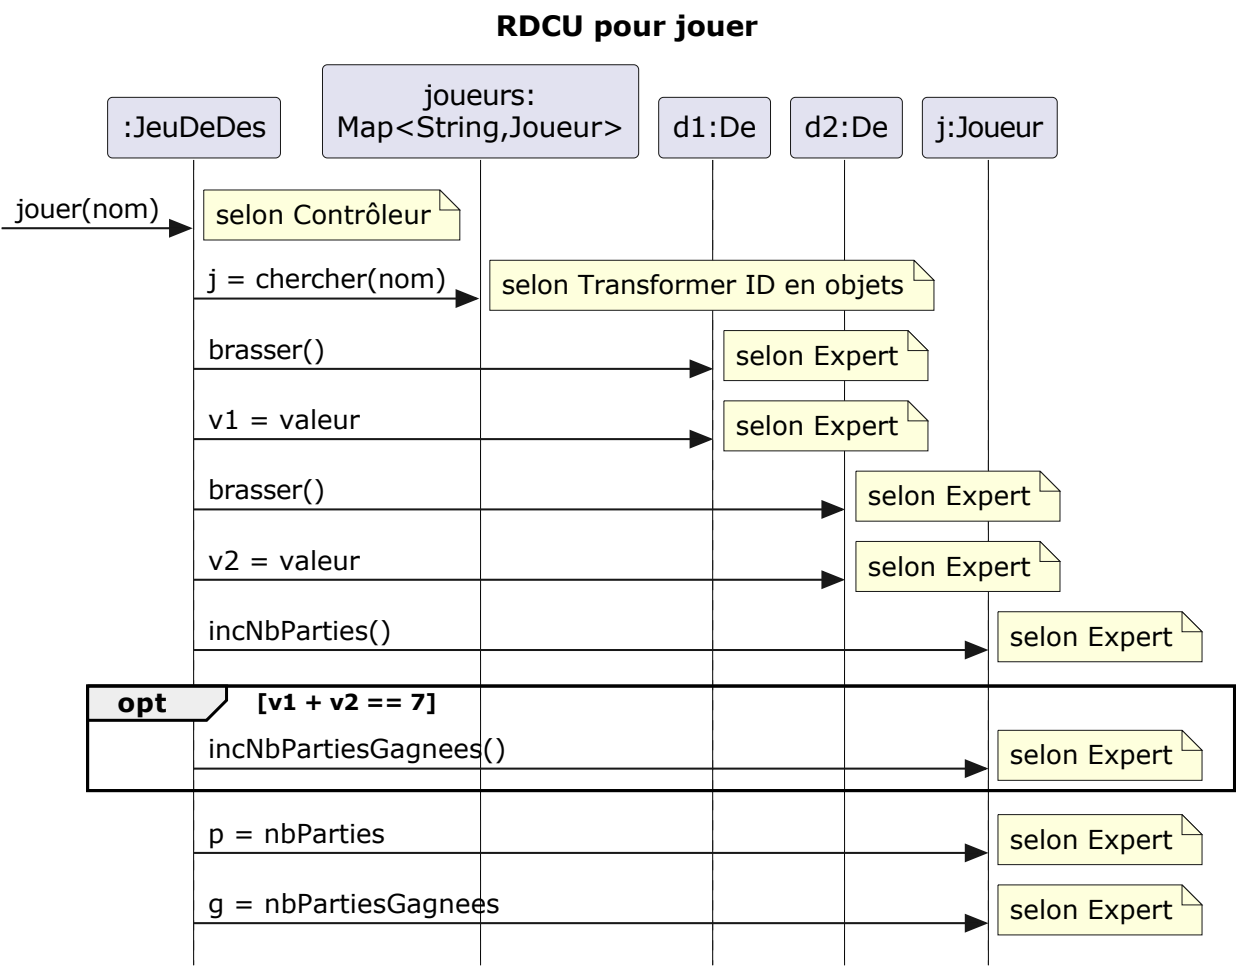 RDCU pour jouer
:JeuDeDes
joueurs:
Map<String,Joueur>
d1:De
d2:De
j:Joueur
jouer(nom)
selon Contrôleur
j = chercher(nom)
selon Transformer ID en objets
brasser()
selon Expert
v1 = valeur
selon Expert
brasser()
selon Expert
v2 = valeur
selon Expert
incNbParties()
selon Expert
opt
[v1 + v2 == 7]
incNbPartiesGagnees()
selon Expert
p = nbParties
selon Expert
g = nbPartiesGagnees
selon Expert